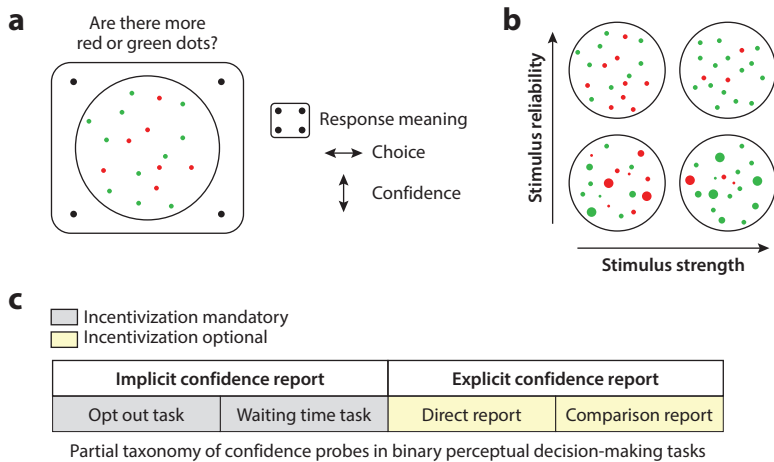 a
Are there more
red or green dots?
Response meaning
Choice
Confidence
b
Stimulus reliability
Stimulus strength
c
Incentivization mandatory
Incentivization optional
Implicit confidence report
Explicit confidence report
Opt out task
Waiting time task
Direct report
Comparison report
Partial taxonomy of confidence probes in binary perceptual decision-making tasks